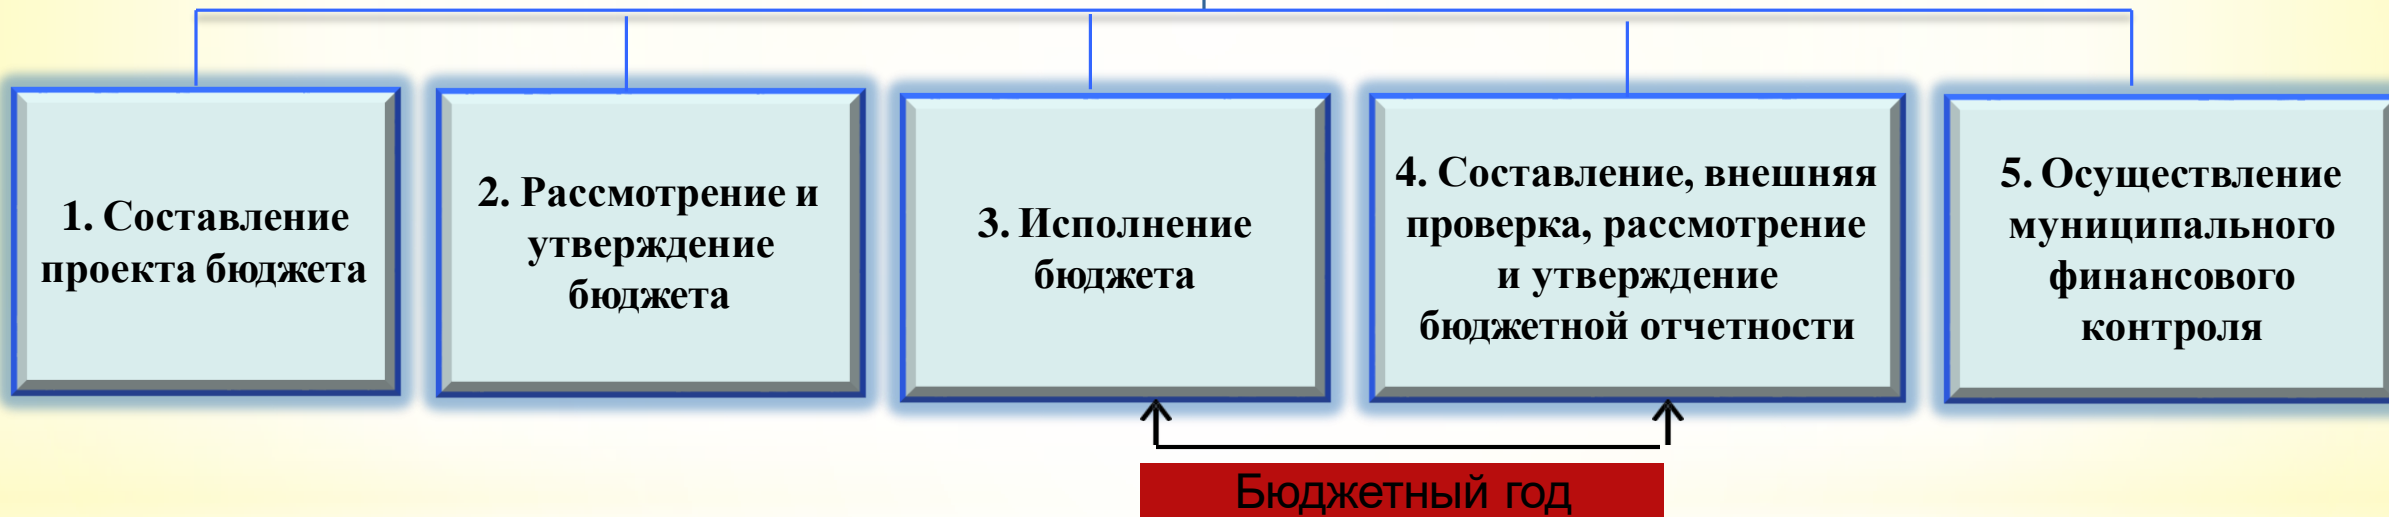 1. Составление
проекта бюджета
2. Рассмотрение и
утверждение
бюджета
3. Исполнение
бюджета
4. Составление, внешняя
проверка, рассмотрение
и утверждение
бюджетной отчетности
5. Осуществление
муниципального
финансового
контроля
Бюджетный год